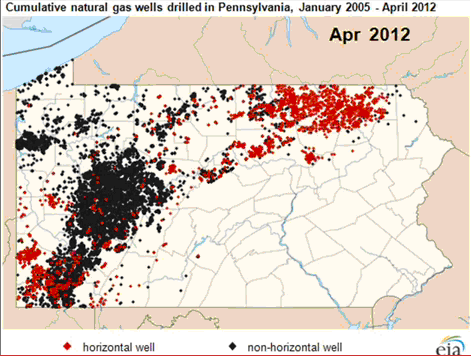 Cumulative natural gas wells drilled in Pennsylvania, January 2005 - April 2012
Apr 2012
horizontal well
non-horizontal well
eia